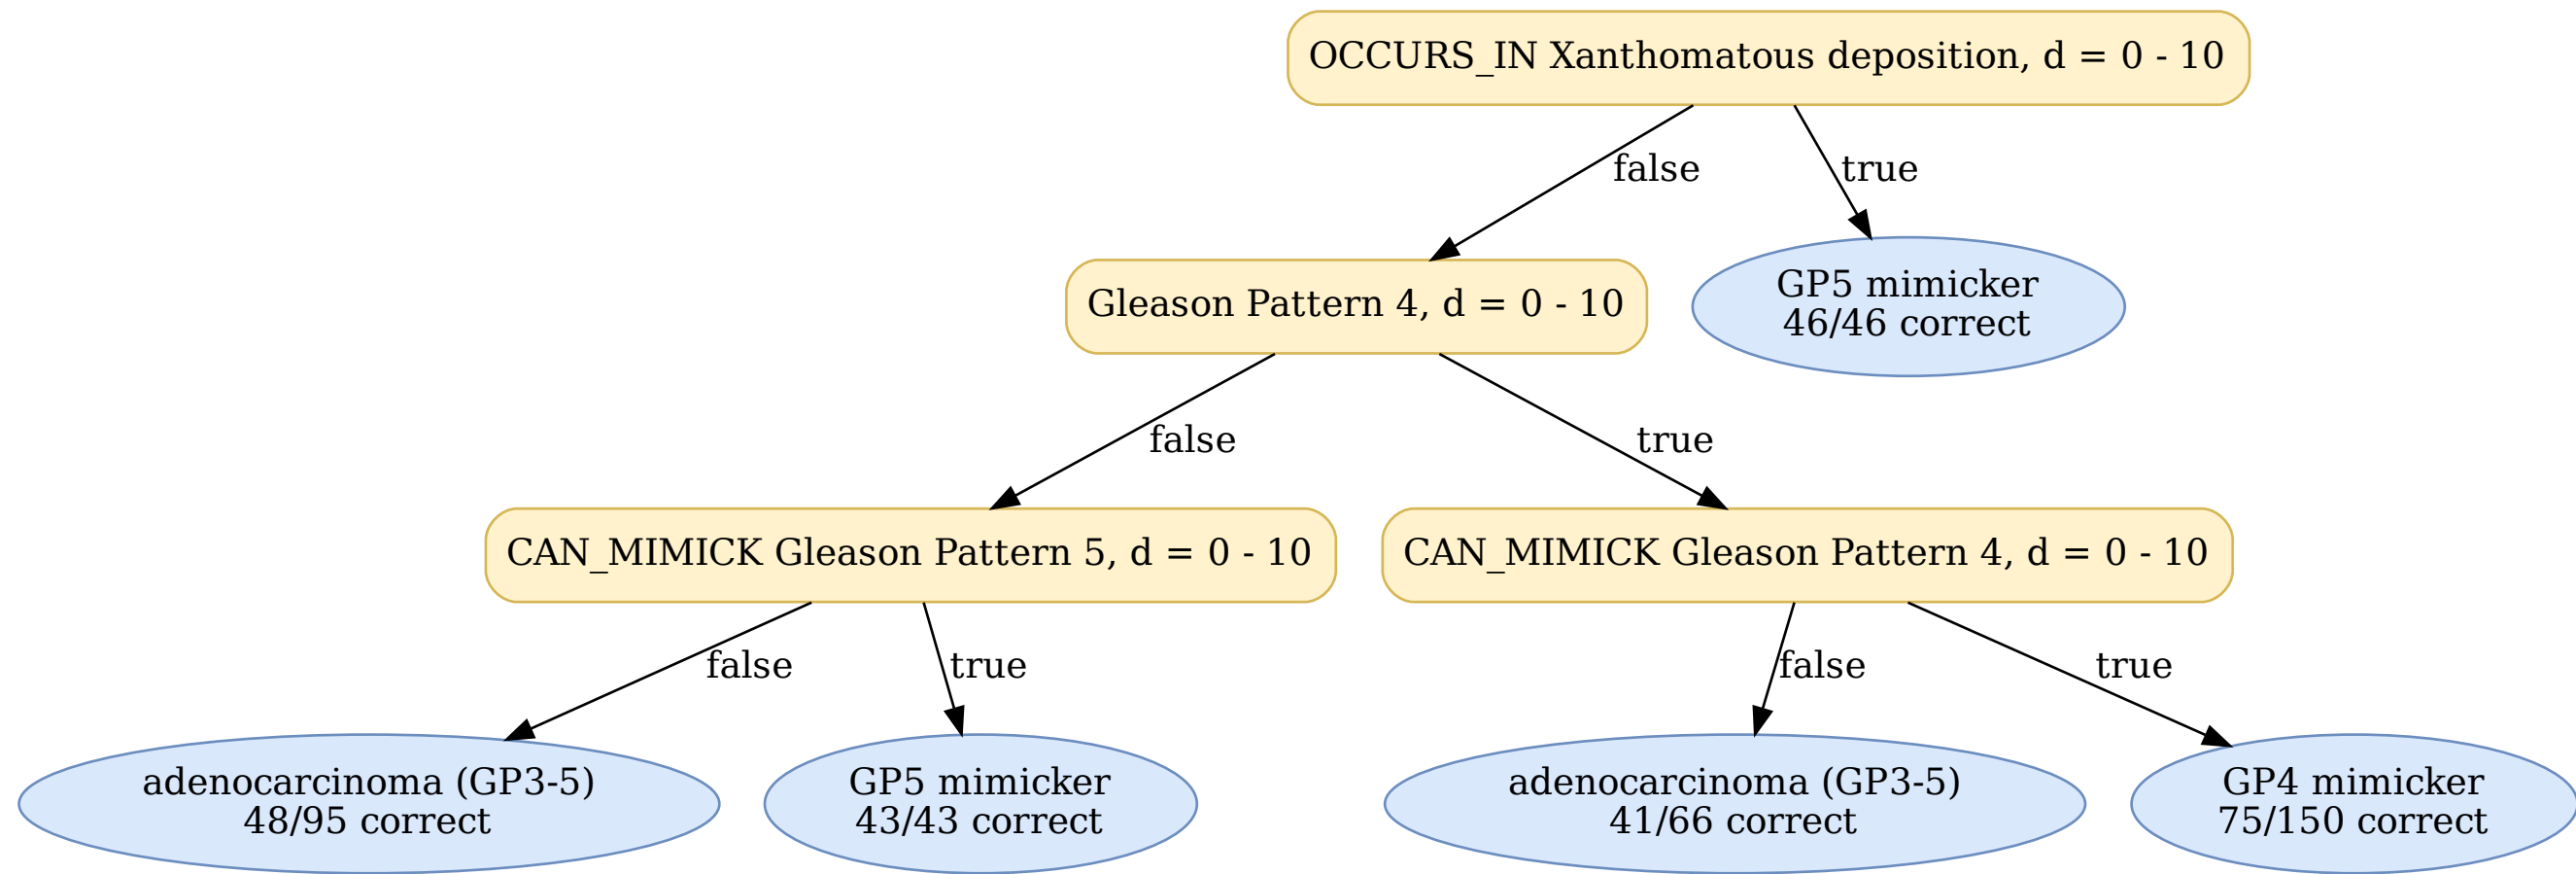 OCCURS_IN Xanthomatous deposition, d = 0 - 10
false
true
Gleason Pattern 4, d = 0 - 10
GP5 mimicker
46/46 correct
false
true
CAN_MIMICK Gleason Pattern 5, d = 0 - 10
CAN_MIMICK Gleason Pattern 4, d = 0 - 10
false
true
false
true
adenocarcinoma (GP3-5)
48/95 correct
GP5 mimicker
43/43 correct
adenocarcinoma (GP3-5)
41/66 correct
GP4 mimicker
75/150 correct